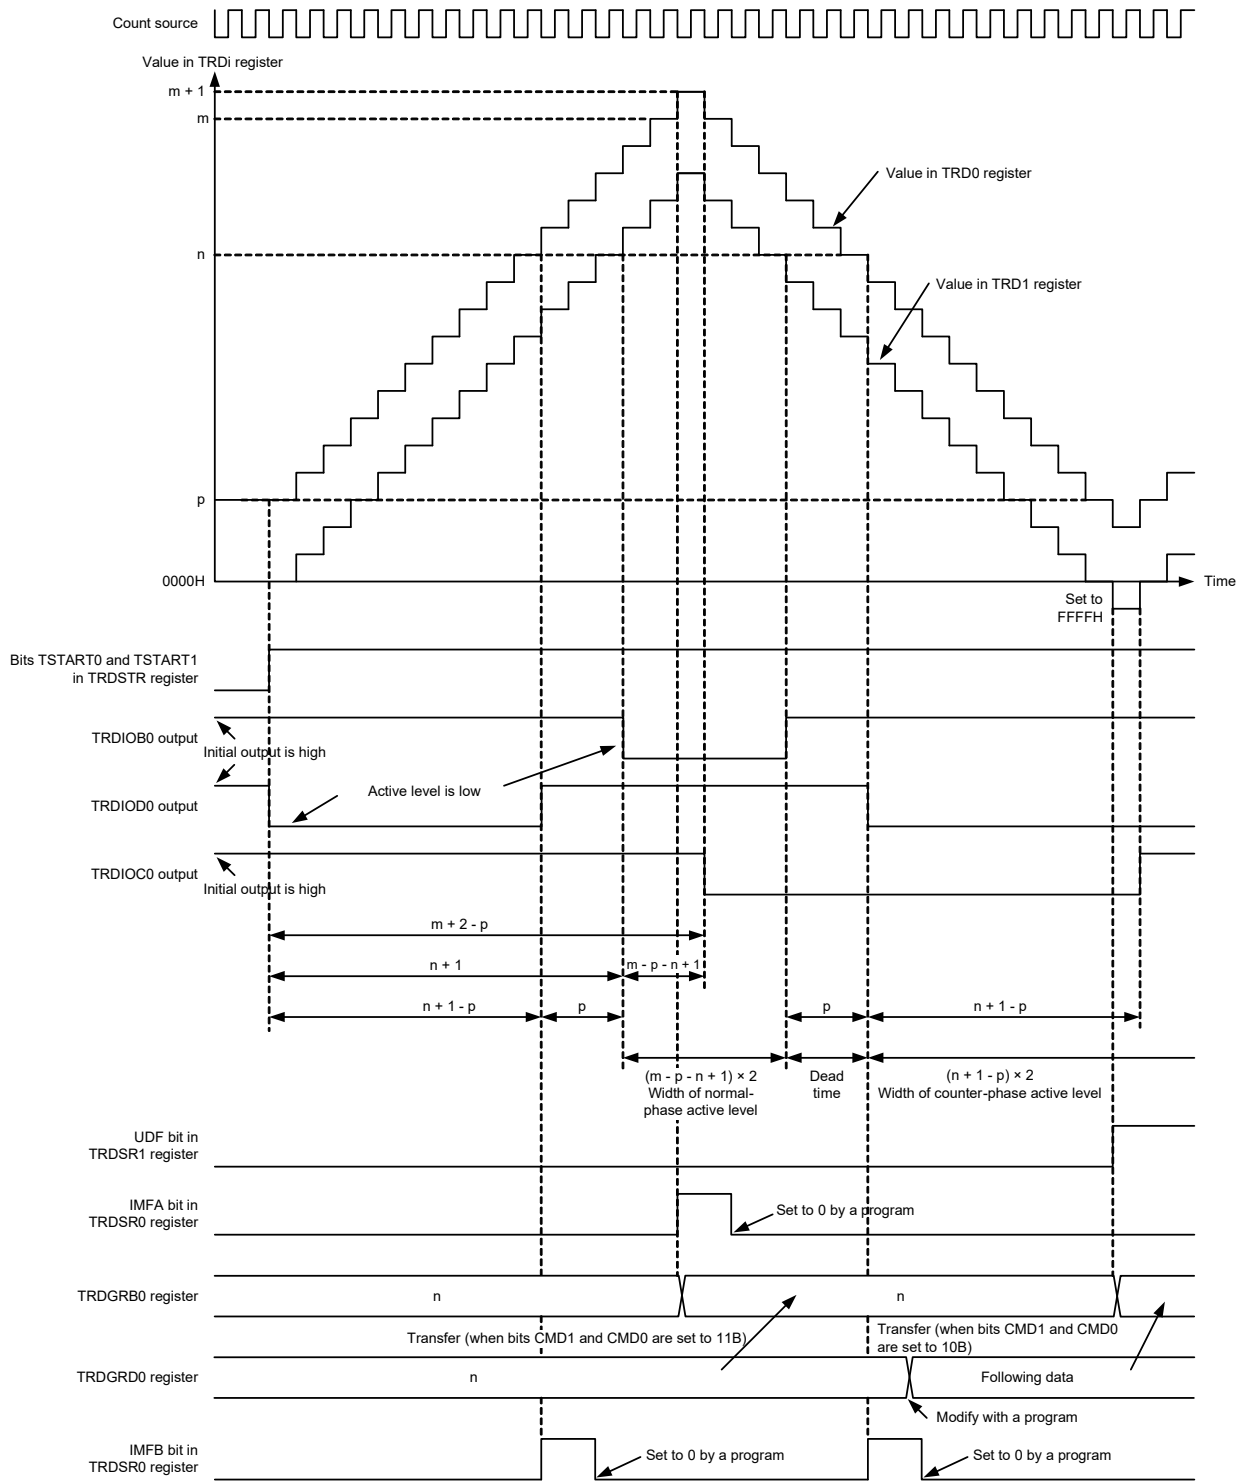 Count source
Value in TRDi register
m + 1
m
Value in TRD0 register
n
Value in TRD1 register
p
0000H
Time
Set to
FFFFH
Bits TSTART0 and TSTART1
in TRDSTR register
TRDIOB0 output
Initial output is high
Active level is low
TRDIOD0 output
TRDIOC0 output
Initial output is high
m + 2 - p
n + 1
m - p - n + 1
n + 1 - p
p
p
n + 1 - p
(m - p - n + 1) × 2
Width of normal-
phase active level
Dead
time
(n + 1 - p) × 2
Width of counter-phase active level
UDF bit in
TRDSR1 register
IMFA bit in
TRDSR0 register
Set to 0 by a program
TRDGRB0 register
n
n
Transfer (when bits CMD1 and CMD0 are set to 11B)
Transfer (when bits CMD1 and CMD0
are set to 10B)
TRDGRD0 register
n
Following data
Modify with a program
IMFB bit in
TRDSR0 register
Set to 0 by a program
Set to 0 by a program